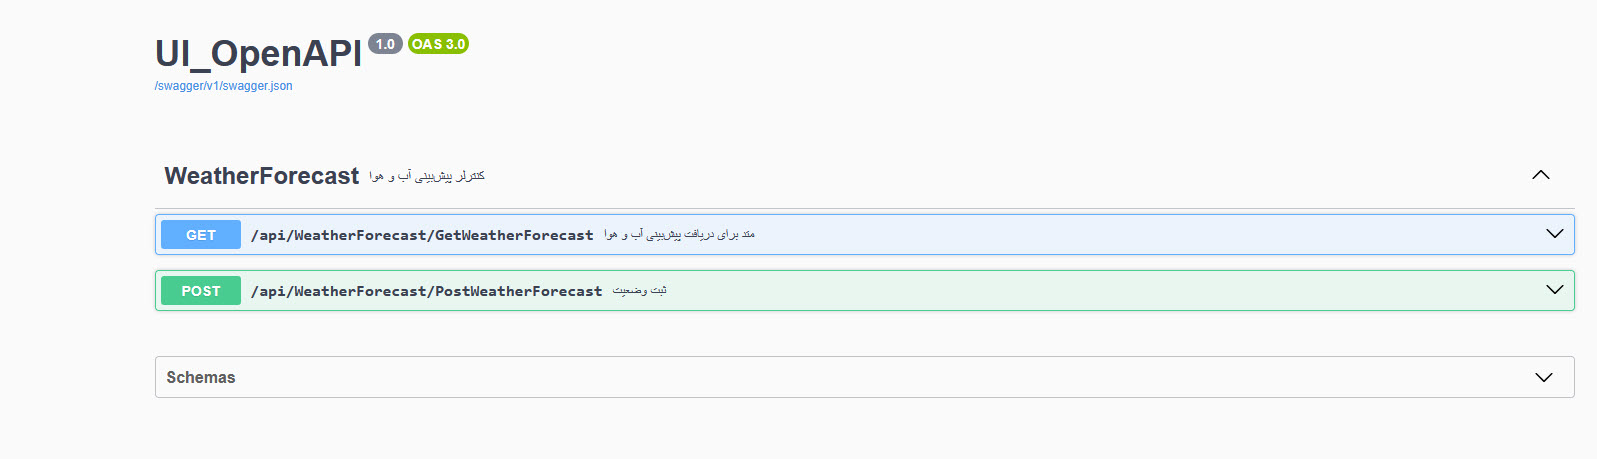 UI_OpenAPI 1.0 OAS 3.0
/swagger/v1/swagger.json
WeatherForecast کنترلر پیش‌بینی آب و هوا
GET /api/WeatherForecast/GetWeatherForecast متد برای دریافت پیش‌بینی آب و هوا
POST /api/WeatherForecast/PostWeatherForecast ثبت وضعیت
Schemas